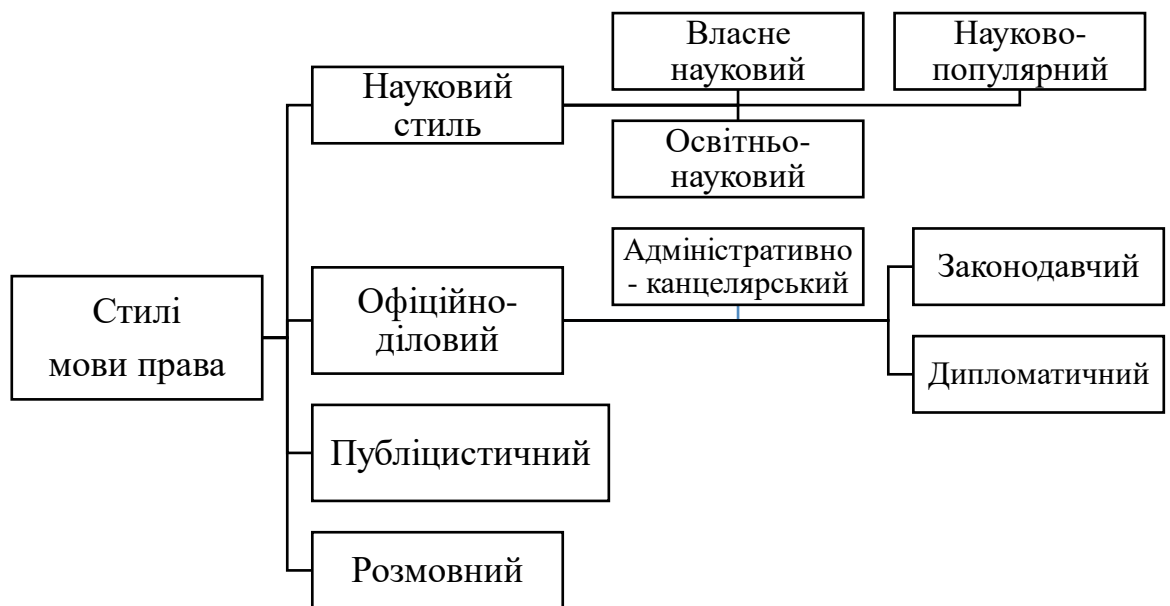 Стилі
мови права
Науковий
стиль
Власне
науковий
Науково-
популярний
Освітньо-
науковий
Офіційно-
діловий
Адміністративно
- канцелярський
Законодавчий
Дипломатичний
Публіцистичний
Розмовний